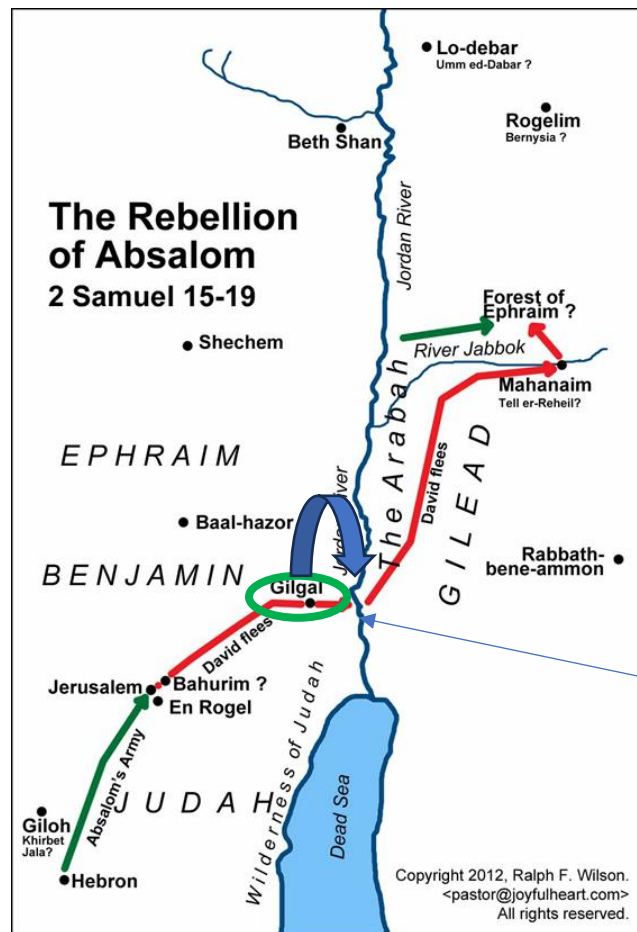 Lo-debar
Umm ed-Dabar ?
Rogelim
Bernysia ?
Beth Shan
The Rebellion
of Absalom
2 Samuel 15-19
Jordan River
Forest of
Ephraim ?
River Jabbok
Shechem
Mahanaim
Tell er-Reheil?
The Arabah
David flees
GILEAD
EPHRAIM
Baal-hazor
Rabbath-
bene-ammon
BENJAMIN
Gilgal
David flees
Jerusalem
Bahurim ?
En Rogel
Absalom's Army
JUDAH
Wilderness of Judah
Dead Sea
Giloh
Khirbet
Jala?
Hebron
Copyright 2012, Ralph F. Wilson.
<pastor@joyfulheart.com>
All rights reserved.